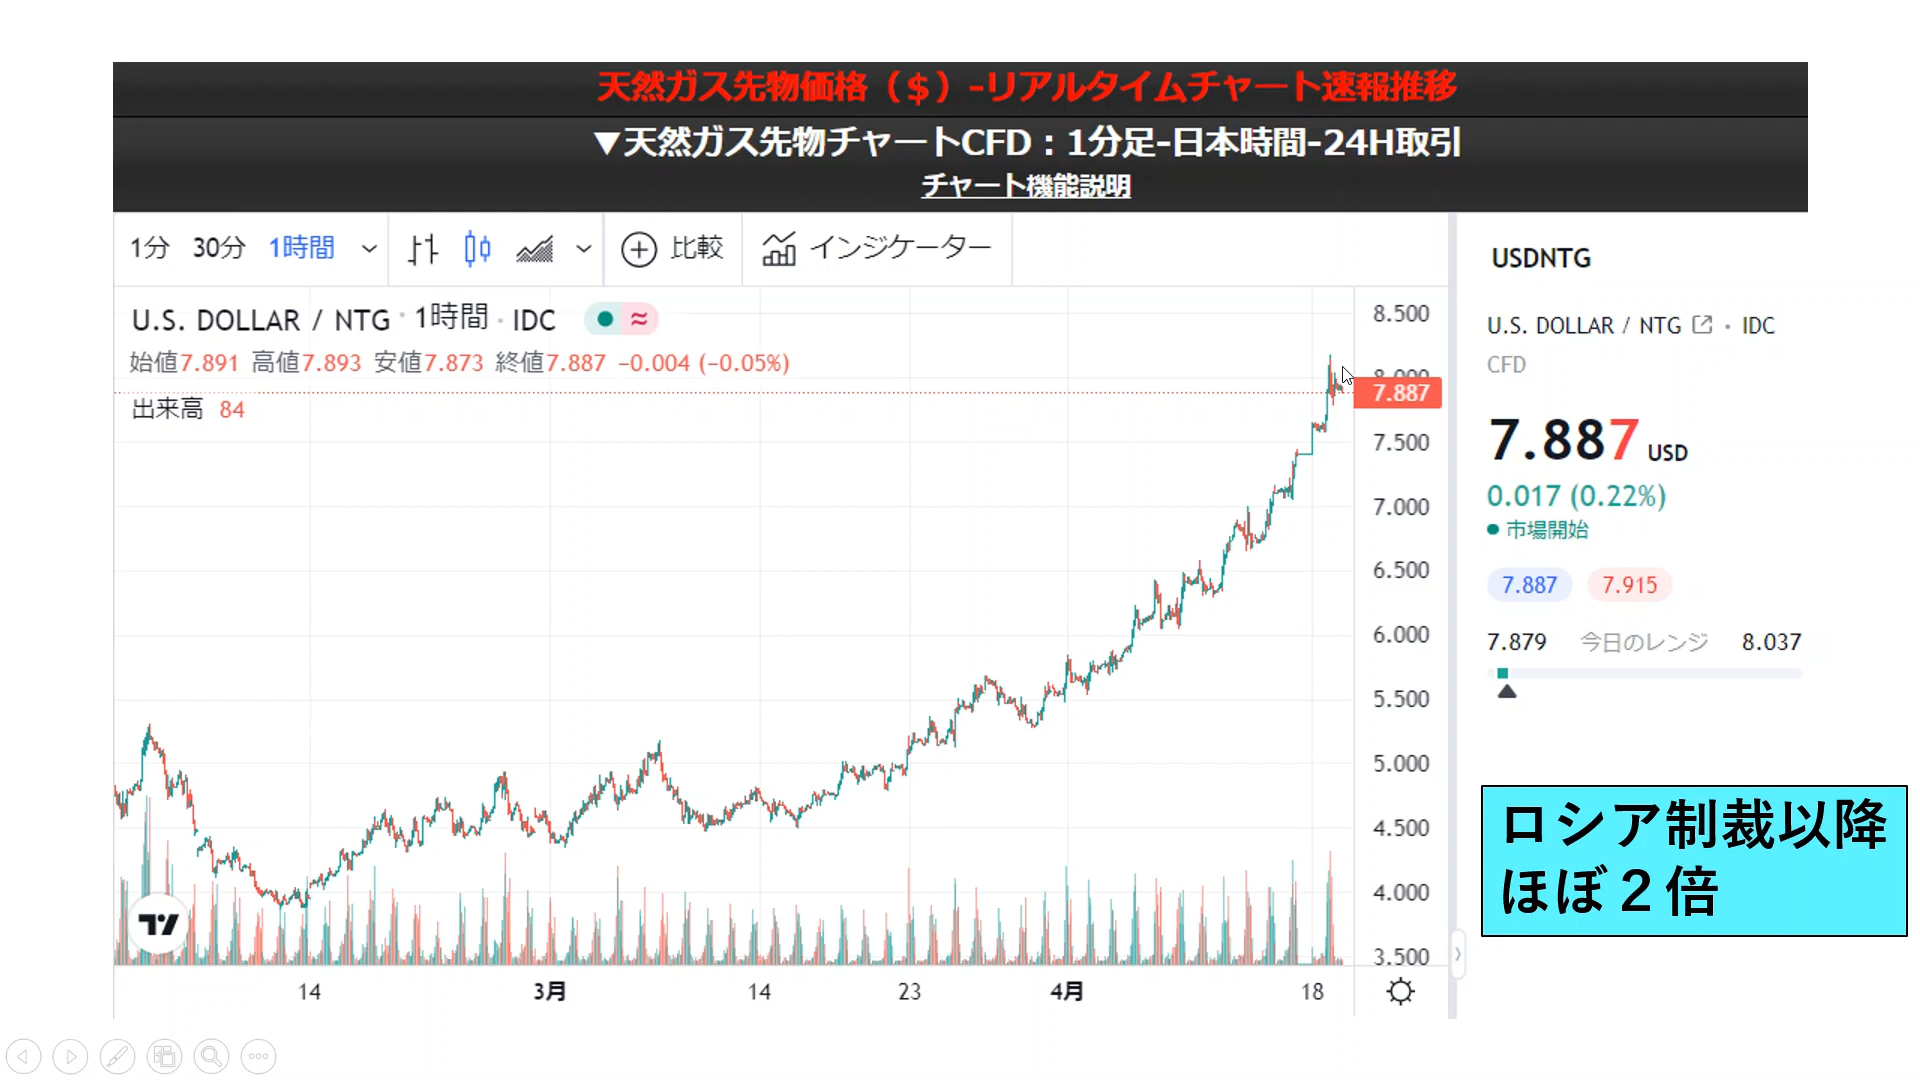 天然ガス先物価格（＄）-リアルタイムチャート速報推移
▼天然ガス先物チャートCFD：1分足-日本時間-24H取引
チャート機能説明
1分 30分 1時間 比較 インジケーター
U.S. DOLLAR / NTG · 1時間 · IDC
始値7.891 高値7.893 安値7.873 終値7.887 −0.004 (−0.05%)
出来高 84
8.500
8.000
7.887
7.500
7.000
6.500
6.000
5.500
5.000
4.500
4.000
3.500
14 3月 14 23 4月 18
USDNTG
U.S. DOLLAR / NTG · IDC
CFD
7.887 USD
0.017 (0.22%)
市場開始
7.887 7.915
7.879 今日のレンジ 8.037
ロシア制裁以降
ほぼ２倍